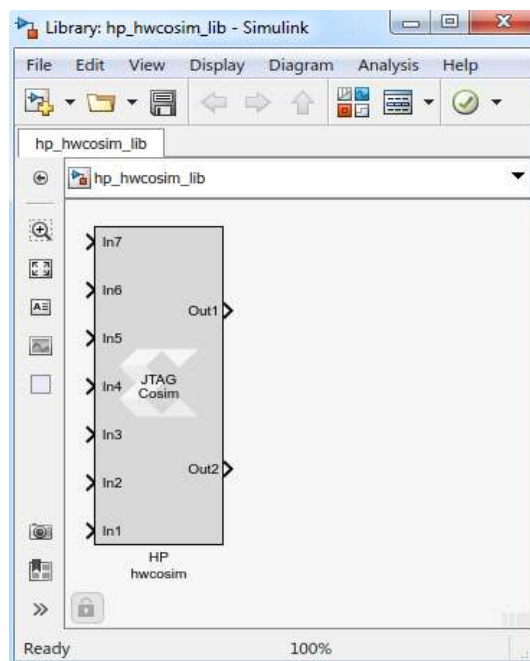 Library: hp_hwcosim_lib - Simulink
File Edit View Display Diagram Analysis Help
hp_hwcosim_lib
hp_hwcosim_lib
In7
In6
Out1
In5
In4
JTAG
Cosim
In3
Out2
In2
In1
HP
hwcosim
Ready 100%